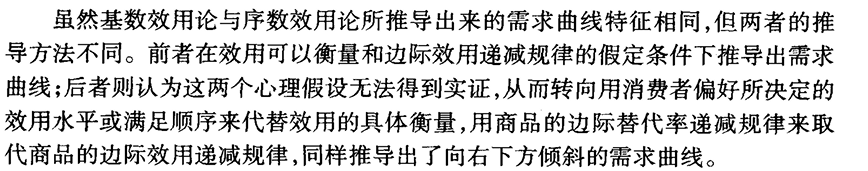 虽然基数效用论与序数效用论所推导出来的需求曲线特征相同,但两者的推
导方法不同。前者在效用可以衡量和边际效用递减规律的假定条件下推导出需求
曲线;后者则认为这两个心理假设无法得到实证,从而转向用消费者偏好所决定的
效用水平或满足顺序来代替效用的具体衡量,用商品的边际替代率递减规律来取
代商品的边际效用递减规律,同样推导出了向右下方倾斜的需求曲线。